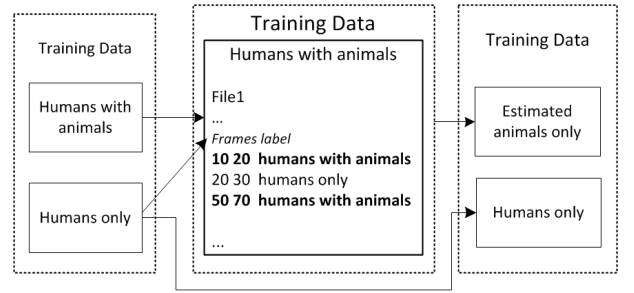 Training Data
Humans with
animals
Humans only
Training Data
Humans with animals
File1
...
Frames label
10 20 humans with animals
20 30 humans only
50 70 humans with animals
...
Training Data
Estimated
animals only
Humans only